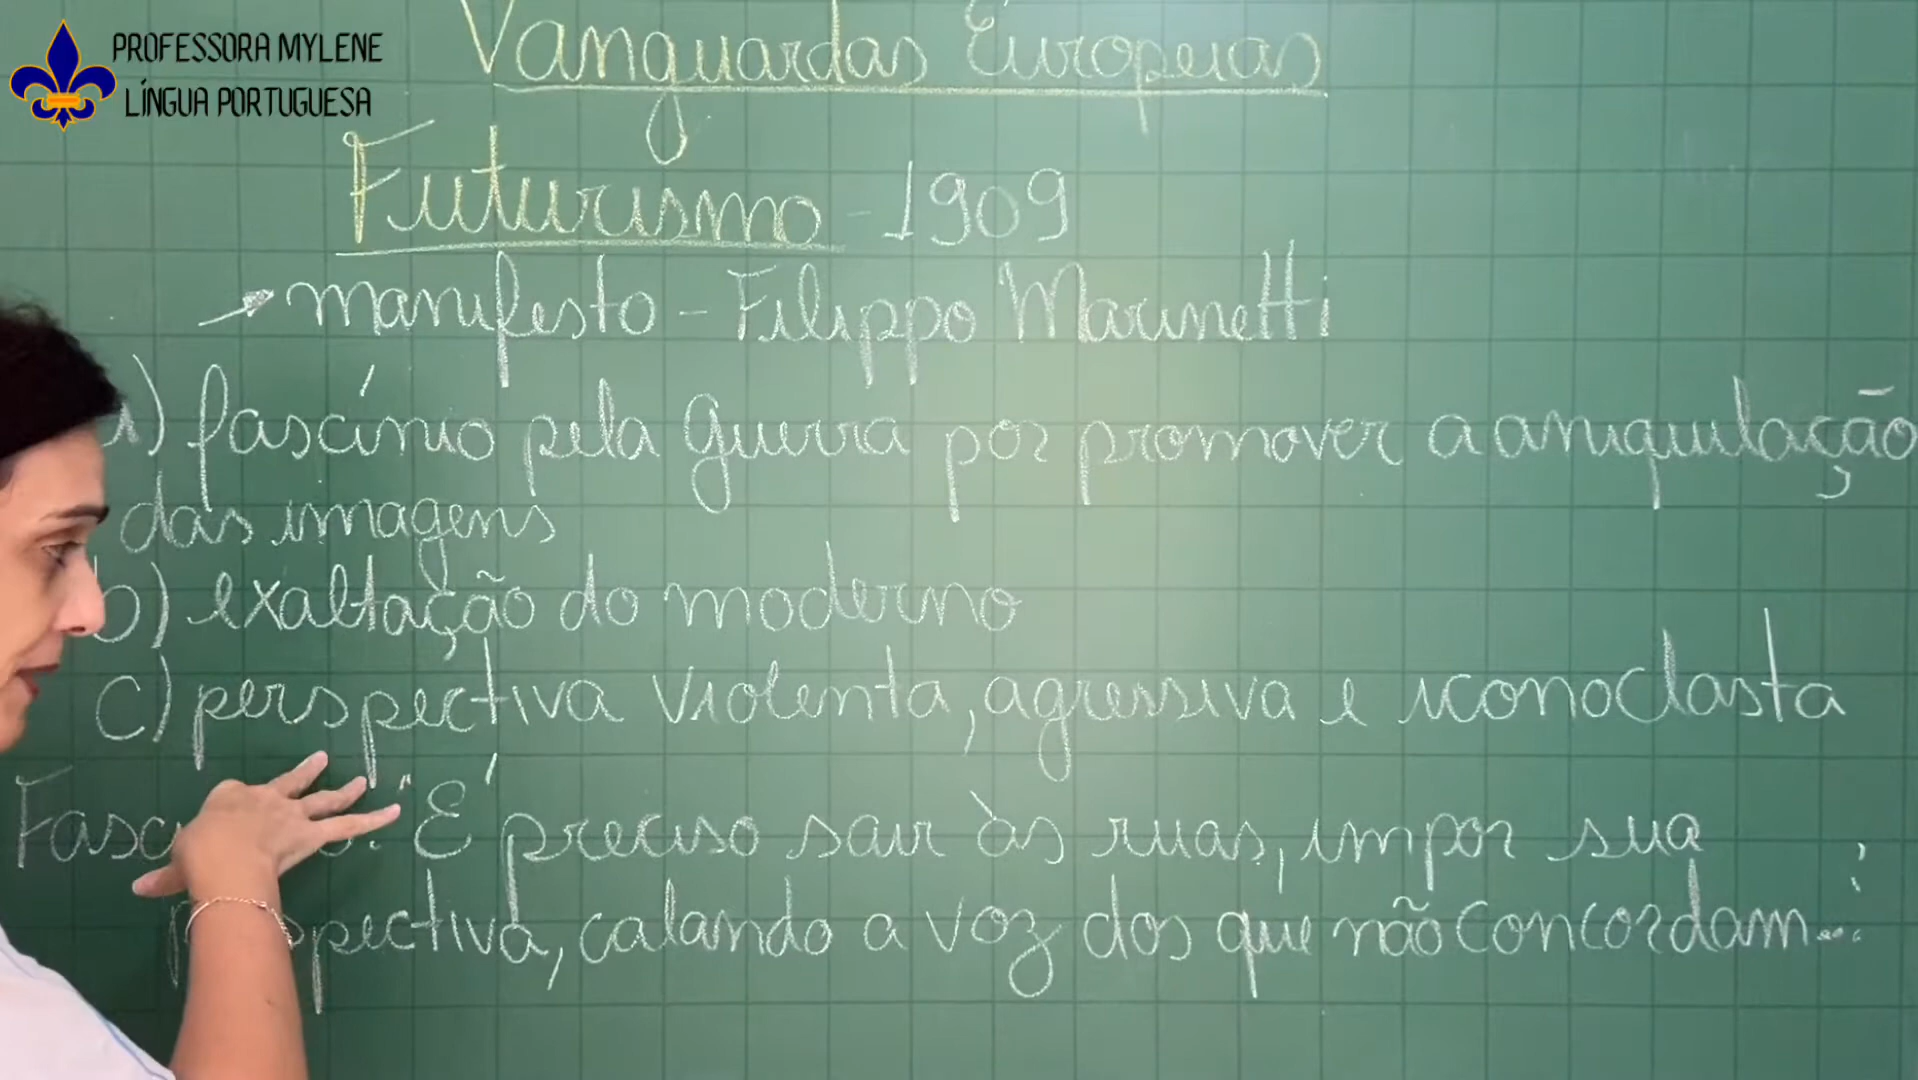 PROFESSORA MYLENE
LÍNGUA PORTUGUESA
Vanguardas Européias
Futurismo - 1909
→ manifesto - Filippo Marinetti
a) fascínio pela guerra por promover a aniquilação
das imagens
b) exaltação do moderno
c) perspectiva violenta, agressiva e iconoclasta
"É preciso sair às ruas, impor sua
perspectiva, calando a voz dos que não concordam..."